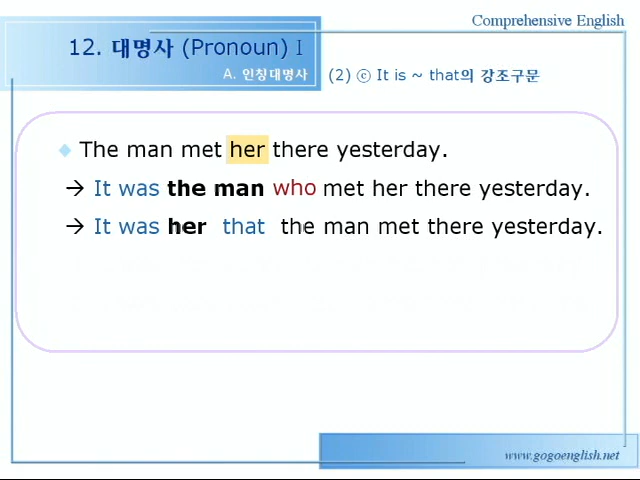 Comprehensive English
12. 대명사 (Pronoun) I
A. 인칭대명사
(2) ⓒ It is ~ that의 강조구문
The man met her there yesterday.
→ It was the man who met her there yesterday.
→ It was her that the man met there yesterday.
www.gogoenglish.net